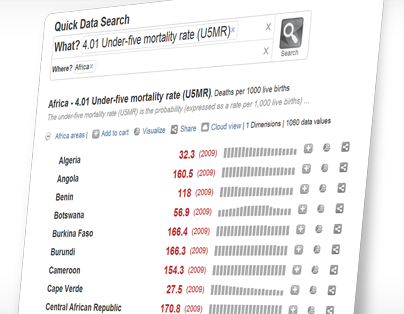 Quick Data Search
What? 4.01 Under-five mortality rate (U5MR)x X
Search
Where? Africax X
Africa - 4.01 Under-five mortality rate (U5MR), Deaths per 1000 live births
The under-five mortality rate (U5MR) is the probability (expressed as a rate per 1,000 live births) ...
Africa areas | Add to cart Visualize Share Cloud view | 1 Dimensions | 1080 data values
Algeria 32.3 (2009)
Angola 160.5 (2009)
Benin 118 (2009)
Botswana 56.9 (2009)
Burkina Faso 166.4 (2009)
Burundi 166.3 (2009)
Cameroon 154.3 (2009)
Cape Verde 27.5 (2009)
Central African Republic 170.8 (2009)